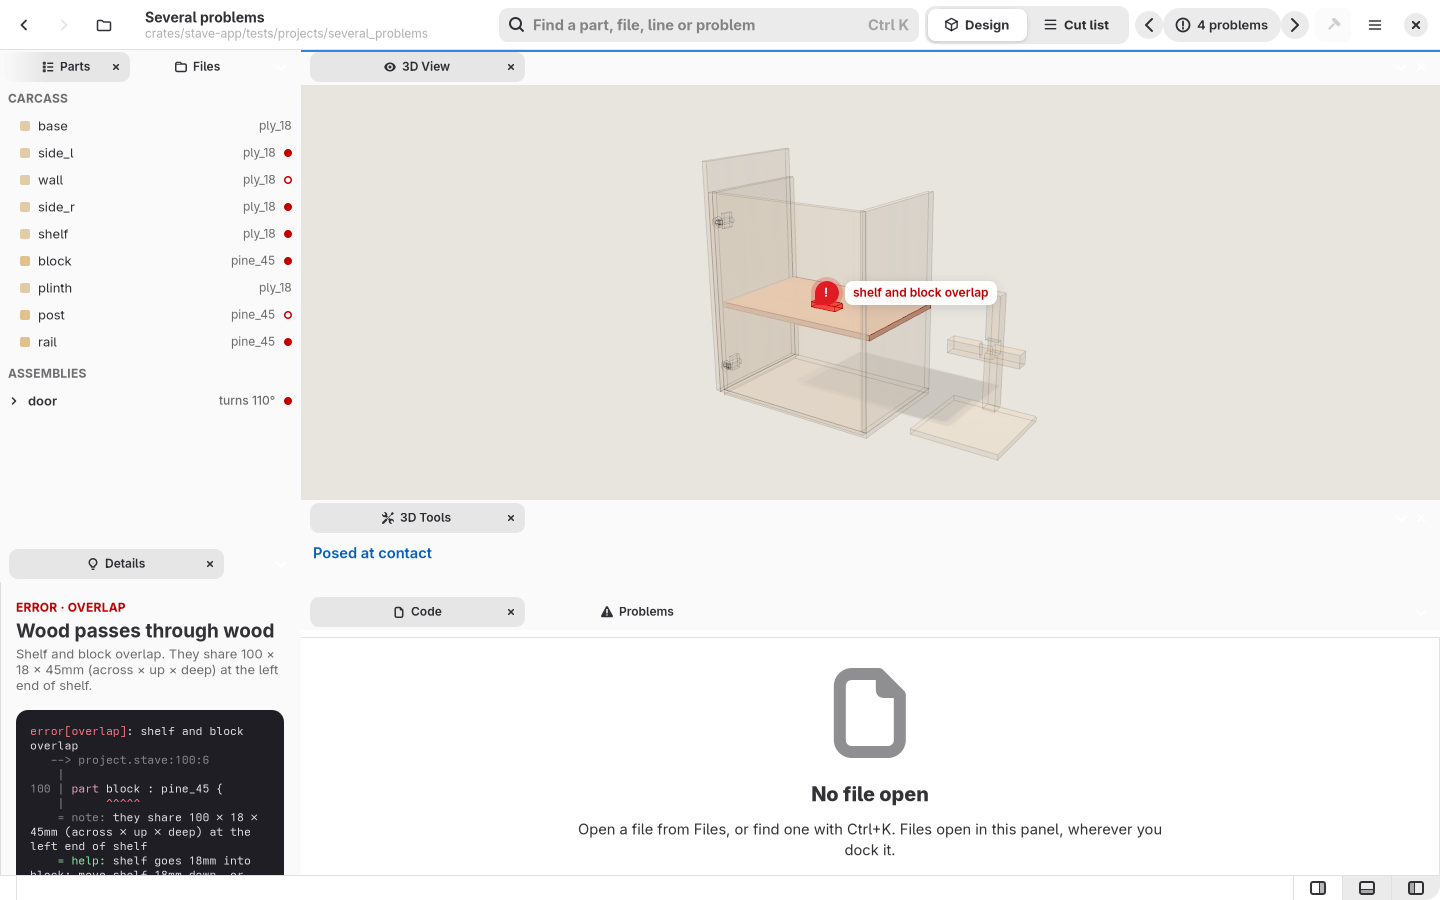 Several problems
crates/stave-app/tests/projects/several_problems
Find a part, file, line or problem
Ctrl K
Design
Cut list
4 problems
Parts
Files
CARCASS
base
ply_18
side_l
ply_18
wall
ply_18
side_r
ply_18
shelf
ply_18
block
pine_45
plinth
ply_18
post
pine_45
rail
pine_45
ASSEMBLIES
door
turns 110°
Details
ERROR · OVERLAP
Wood passes through wood
Shelf and block overlap. They share 100 ×
18 × 45mm (across × up × deep) at the left
end of shelf.
error[overlap]: shelf and block
overlap
--> project.stave:100:6
|
100 | part block : pine_45 {
| ^^^^^
= note: they share 100 × 18 ×
45mm (across × up × deep) at the
left end of shelf
= help: shelf goes 18mm into
block: move shelf 18mm down, or
3D View
!
shelf and block overlap
3D Tools
Posed at contact
Code
Problems
No file open
Open a file from Files, or find one with Ctrl+K. Files open in this panel, wherever you
dock it.